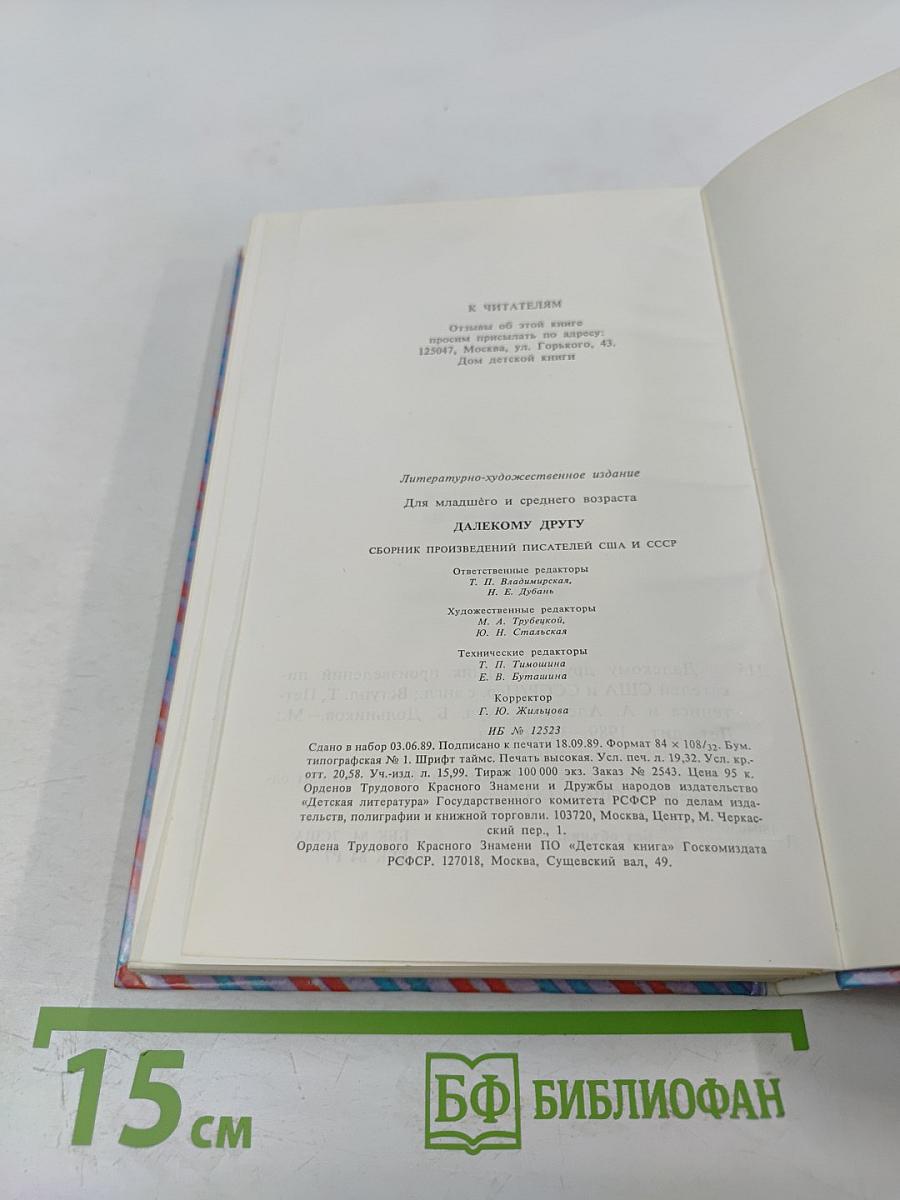 К ЧИТАТЕЛЯМ
Отзывы об этой книге
просим присылать по адресу:
125047, Москва, ул. Горького, 43.
Дом детской книги
Литературно-художественное издание
Для младшего и среднего возраста
ДАЛЕКОМУ ДРУГУ
СБОРНИК ПРОИЗВЕДЕНИЙ ПИСАТЕЛЕЙ США И СССР
Ответственные редакторы
Т. П. Владимирская,
Н. Е. Дубань
Художественные редакторы
М. А. Трубецкой,
Ю. Н. Стальская
Технические редакторы
Т. П. Тимошина
Е. В. Буташина
Корректор
Г. Ю. Жильцова
ИБ № 12523
Сдано в набор 03.06.89. Подписано к печати 18.09.89. Формат 84 × 108/32. Бум.
типографская № 1. Шрифт таймс. Печать высокая. Усл. печ. л. 19,32. Усл. кр.-
отт. 20,58. Уч.-изд. л. 15,99. Тираж 100 000 экз. Заказ № 2543. Цена 95 к.
Орденов Трудового Красного Знамени и Дружбы народов издательство
«Детская литература» Государственного комитета РСФСР по делам изда-
тельств, полиграфии и книжной торговли. 103720, Москва, Центр, М. Черкас-
ский пер., 1.
Ордена Трудового Красного Знамени ПО «Детская книга» Госкомиздата
РСФСР. 127018, Москва, Сущевский вал, 49.
15 см
БФ БИБЛИОФАН